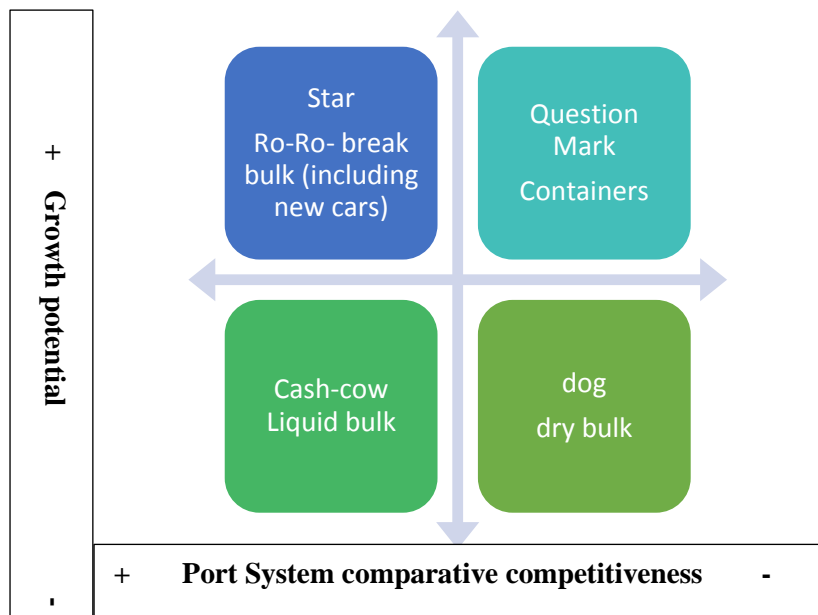 + Growth potential -
Star
Ro-Ro- break
bulk (including
new cars)
Question
Mark
Containers
Cash-cow
Liquid bulk
dog
dry bulk
+ Port System comparative competitiveness -